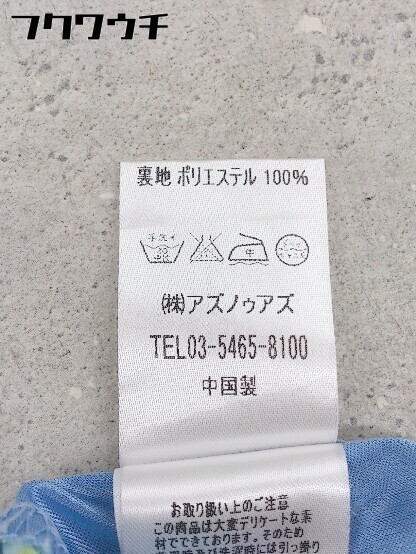 フクワウチ
裏地 ポリエステル 100%
手洗イ
30
中性
中
(株)アズノゥアズ
TEL03-5465-8100
中国製
お取り扱い上のご注意
この商品は大変デリケートな素
材でできております。そのため